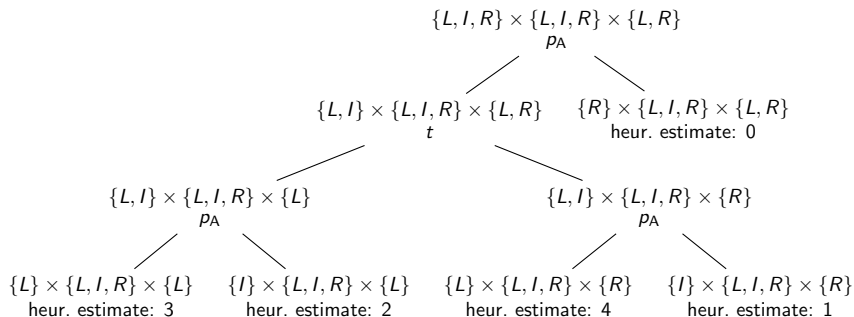 {L, I, R} × {L, I, R} × {L, R}
pA
{L, I} × {L, I, R} × {L, R} {R} × {L, I, R} × {L, R}
t heur. estimate: 0
{L, I} × {L, I, R} × {L} {L, I} × {L, I, R} × {R}
pA pA
{L} × {L, I, R} × {L} {I} × {L, I, R} × {L} {L} × {L, I, R} × {R} {I} × {L, I, R} × {R}
heur. estimate: 3 heur. estimate: 2 heur. estimate: 4 heur. estimate: 1